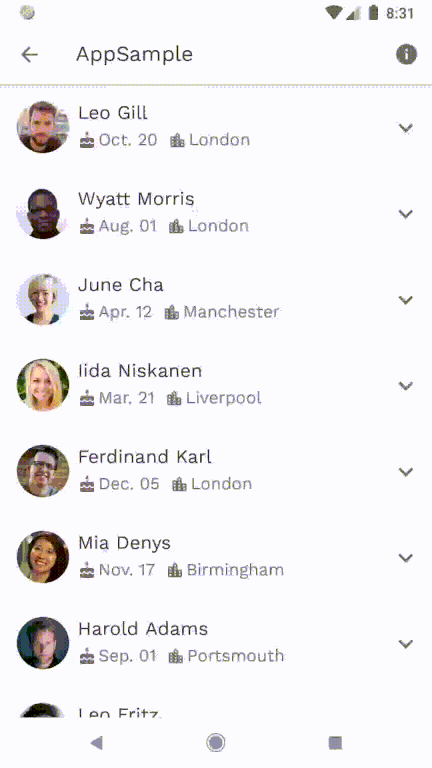 8:31
AppSample
Leo Gill
Oct. 20 London
Wyatt Morris
Aug. 01 London
June Cha
Apr. 12 Manchester
Iida Niskanen
Mar. 21 Liverpool
Ferdinand Karl
Dec. 05 London
Mia Denys
Nov. 17 Birmingham
Harold Adams
Sep. 01 Portsmouth
Leo Fritz